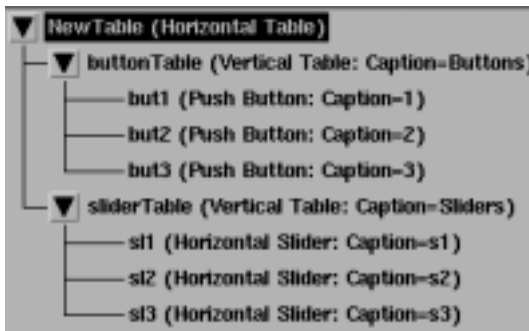 NewTable (Horizontal Table)
buttonTable (Vertical Table: Caption=Buttons)
but1 (Push Button: Caption=1)
but2 (Push Button: Caption=2)
but3 (Push Button: Caption=3)
sliderTable (Vertical Table: Caption=Sliders)
sl1 (Horizontal Slider: Caption=s1)
sl2 (Horizontal Slider: Caption=s2)
sl3 (Horizontal Slider: Caption=s3)